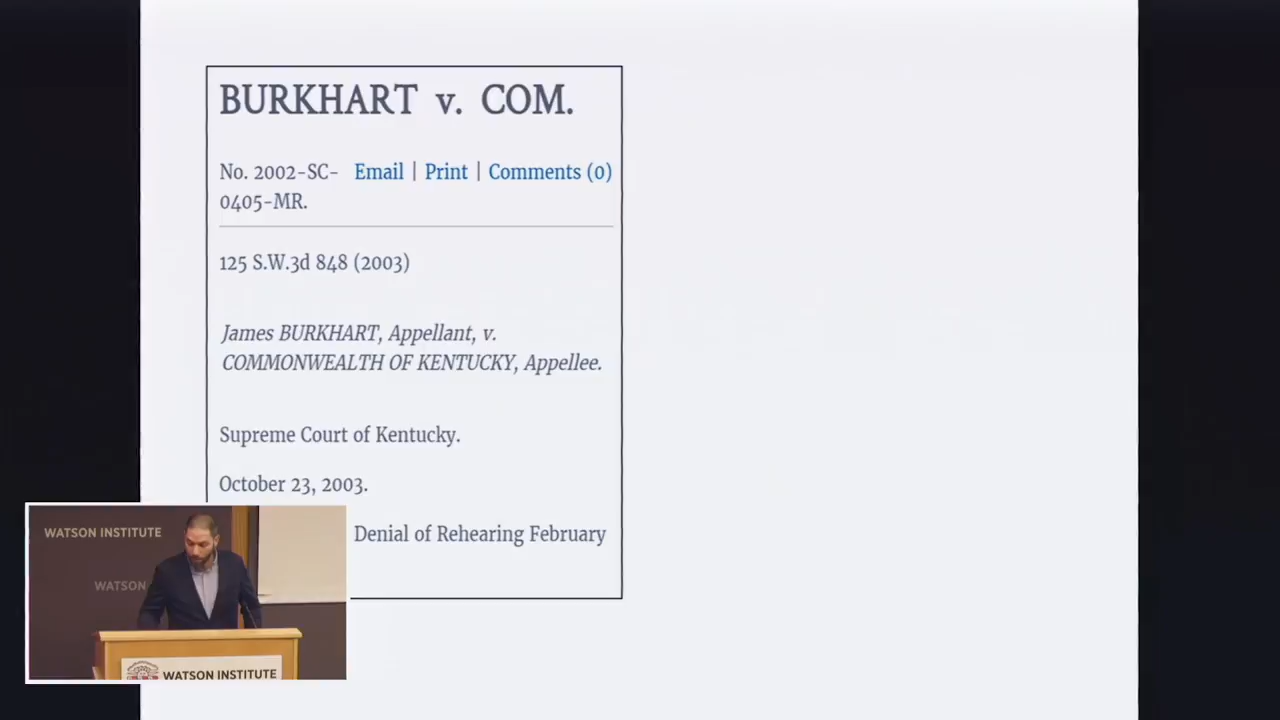 BURKHART v. COM.
No. 2002-SC- Email | Print | Comments (0)
0405-MR.
125 S.W.3d 848 (2003)
James BURKHART, Appellant, v.
COMMONWEALTH OF KENTUCKY, Appellee.
Supreme Court of Kentucky.
October 23, 2003.
Denial of Rehearing February
WATSON INSTITUTE
WATSON
WATSON INSTITUTE